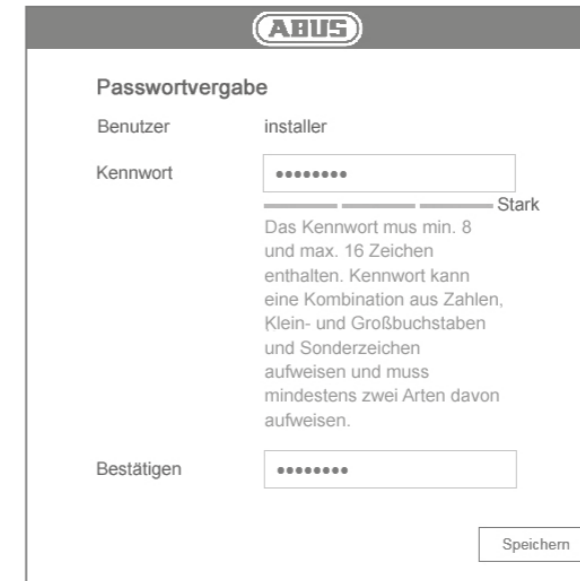 ABUS
Passwortvergabe
Benutzer installer
Kennwort ••••••••
Stark
Das Kennwort mus min. 8
und max. 16 Zeichen
enthalten. Kennwort kann
eine Kombination aus Zahlen,
Klein- und Großbuchstaben
und Sonderzeichen
aufweisen und muss
mindestens zwei Arten davon
aufweisen.
Bestätigen ••••••••
Speichern